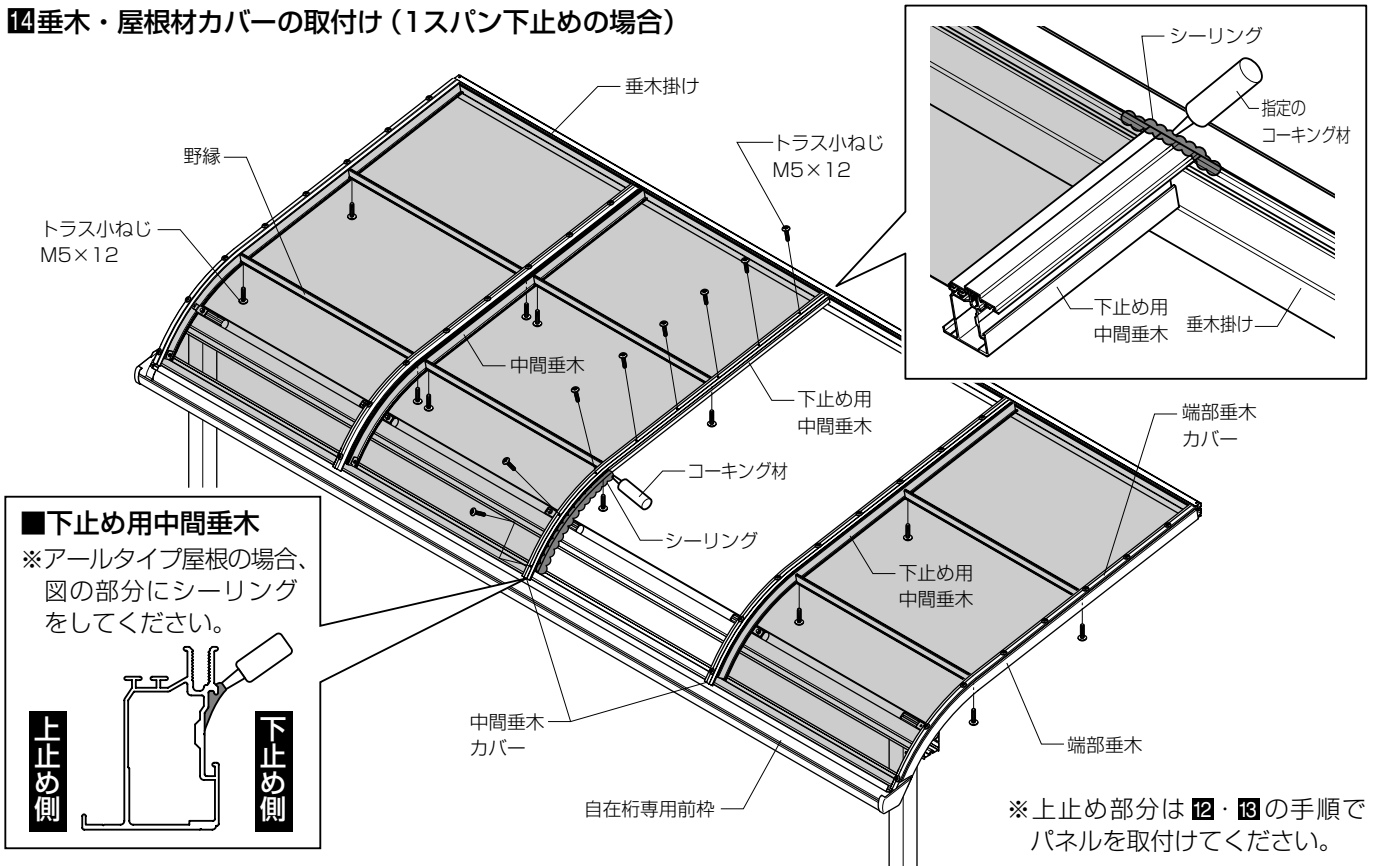 14垂木・屋根材カバーの取付け（1スパン下止めの場合）
垂木掛け
野縁
トラス小ねじ
M5×12
トラス小ねじ
M5×12
中間垂木
下止め用
中間垂木
コーキング材
シーリング
シーリング
指定の
コーキング材
下止め用
中間垂木
垂木掛け
端部垂木
カバー
下止め用
中間垂木
端部垂木
中間垂木
カバー
自在桁専用前枠
■下止め用中間垂木
※アールタイプ屋根の場合、
図の部分にシーリング
をしてください。
上止め側
下止め側
※上止め部分は12・13の手順で
パネルを取付けてください。